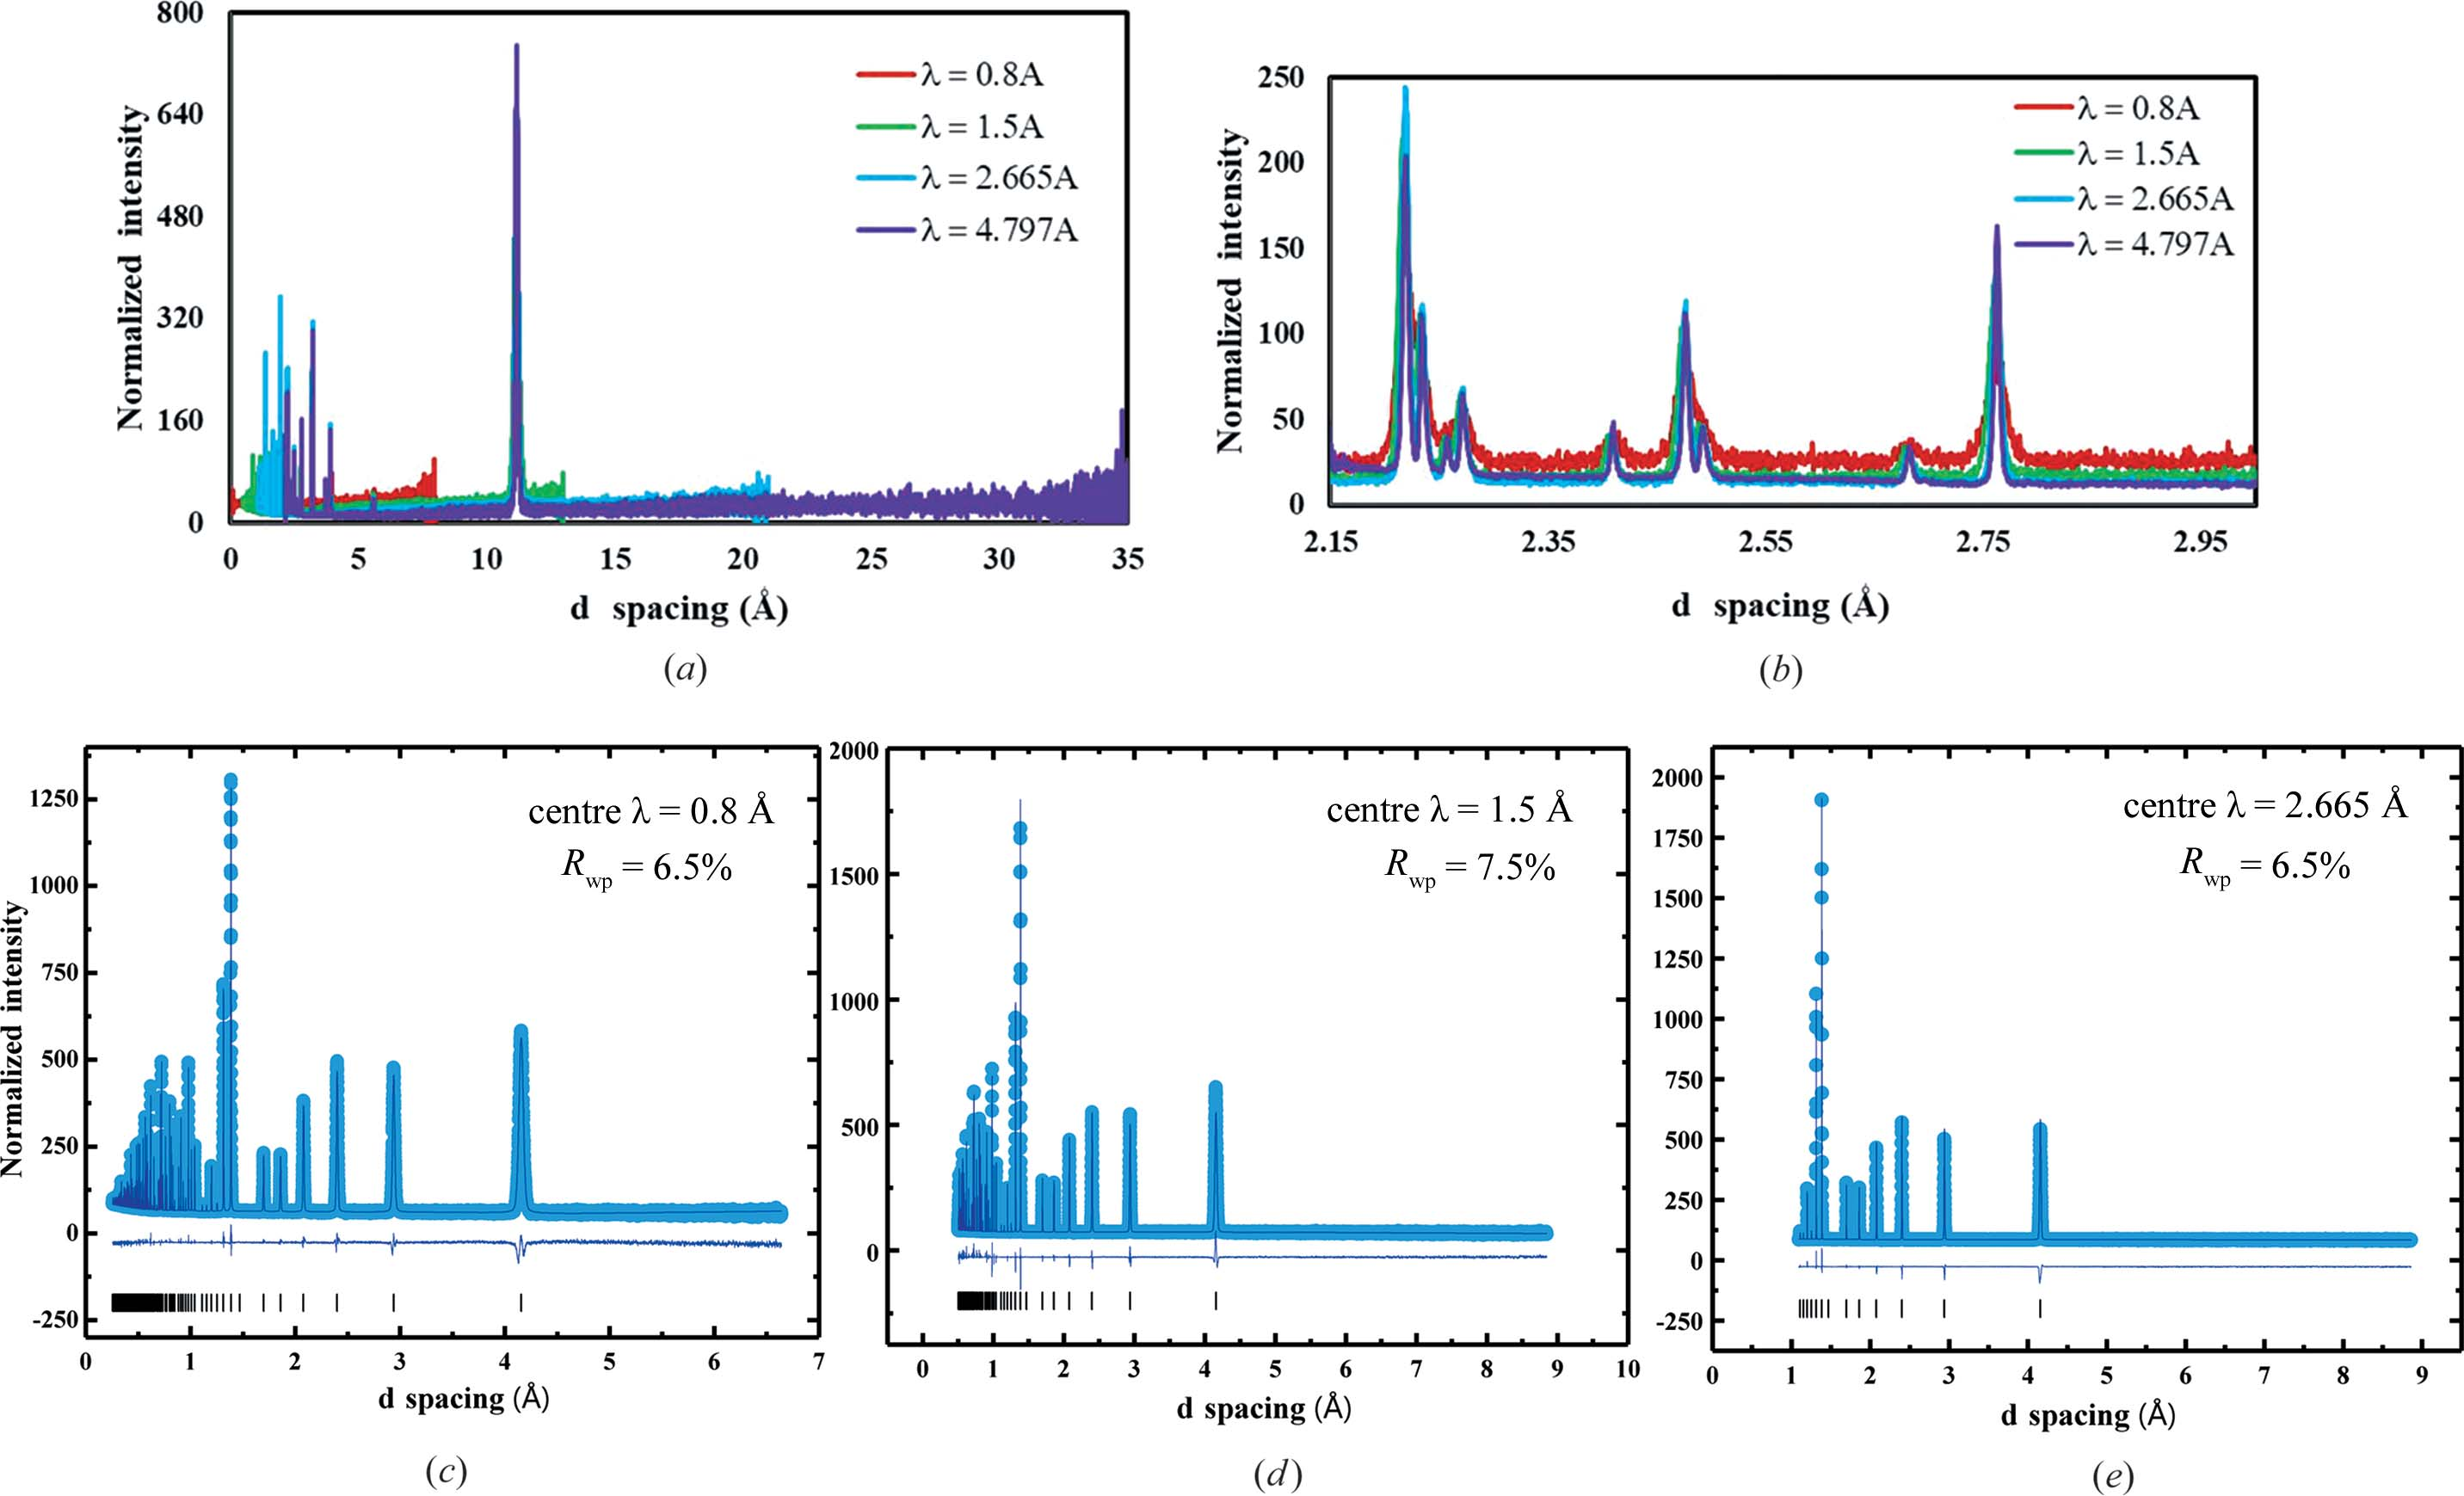 800
640
480
320
160
0
Normalized intensity
λ = 0.8A
λ = 1.5A
λ = 2.665A
λ = 4.797A
0 5 10 15 20 25 30 35
d spacing (Å)
(a)
250
200
150
100
50
0
Normalized intensity
λ = 0.8A
λ = 1.5A
λ = 2.665A
λ = 4.797A
2.15 2.35 2.55 2.75 2.95
d spacing (Å)
(b)
1250
1000
750
500
250
0
-250
Normalized intensity
centre λ = 0.8 Å
Rwp = 6.5%
0 1 2 3 4 5 6 7
d spacing (Å)
(c)
2000
1500
1000
500
0
centre λ = 1.5 Å
Rwp = 7.5%
0 1 2 3 4 5 6 7 8 9 10
d spacing (Å)
(d)
2000
1750
1500
1250
1000
750
500
250
0
-250
centre λ = 2.665 Å
Rwp = 6.5%
0 1 2 3 4 5 6 7 8 9
d spacing (Å)
(e)